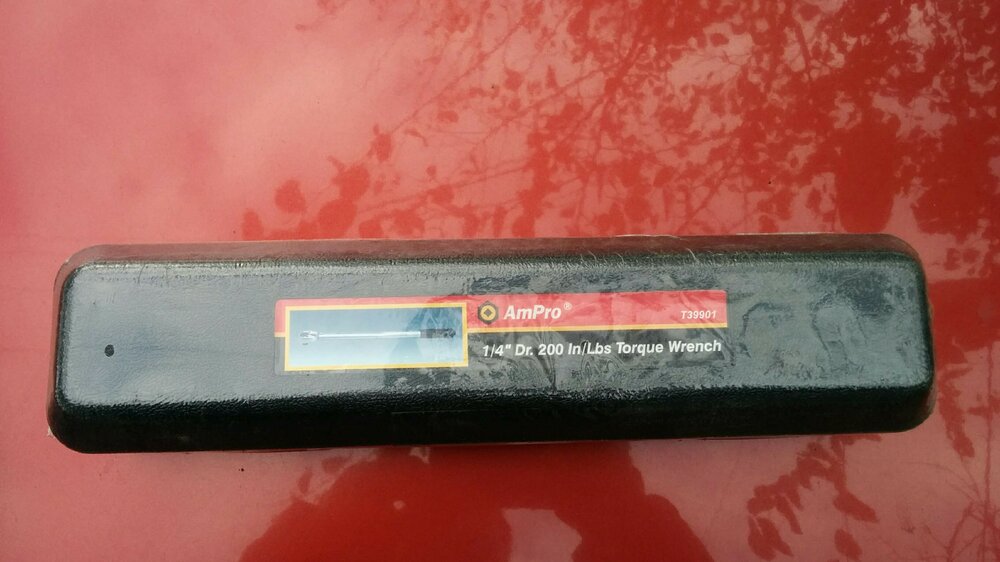 AmPro®
T39901
1/4" Dr. 200 In/Lbs Torque Wrench